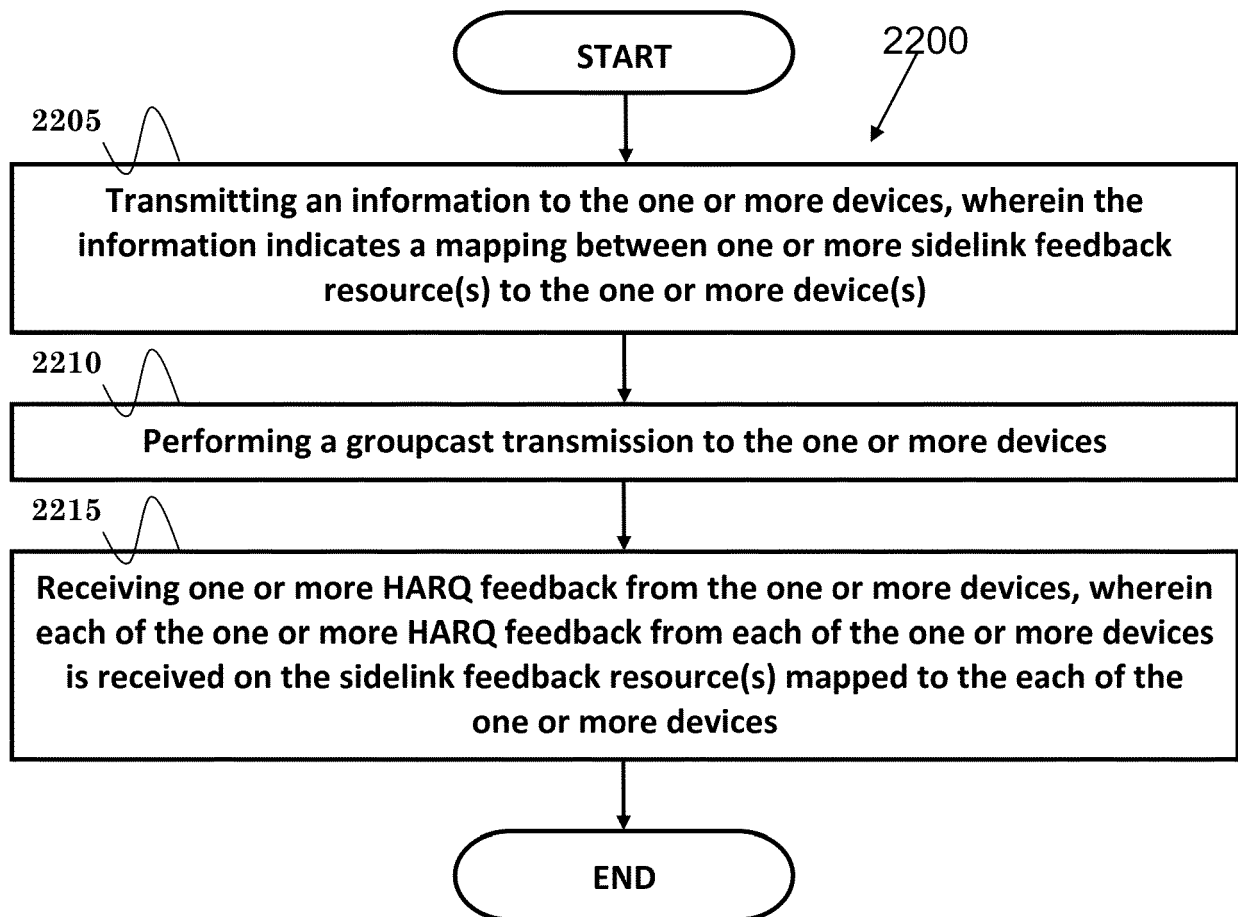 START
2200
2205
Transmitting an information to the one or more devices, wherein the
information indicates a mapping between one or more sidelink feedback
resource(s) to the one or more device(s)
2210
Performing a groupcast transmission to the one or more devices
2215
Receiving one or more HARQ feedback from the one or more devices, wherein
each of the one or more HARQ feedback from each of the one or more devices
is received on the sidelink feedback resource(s) mapped to the each of the
one or more devices
END